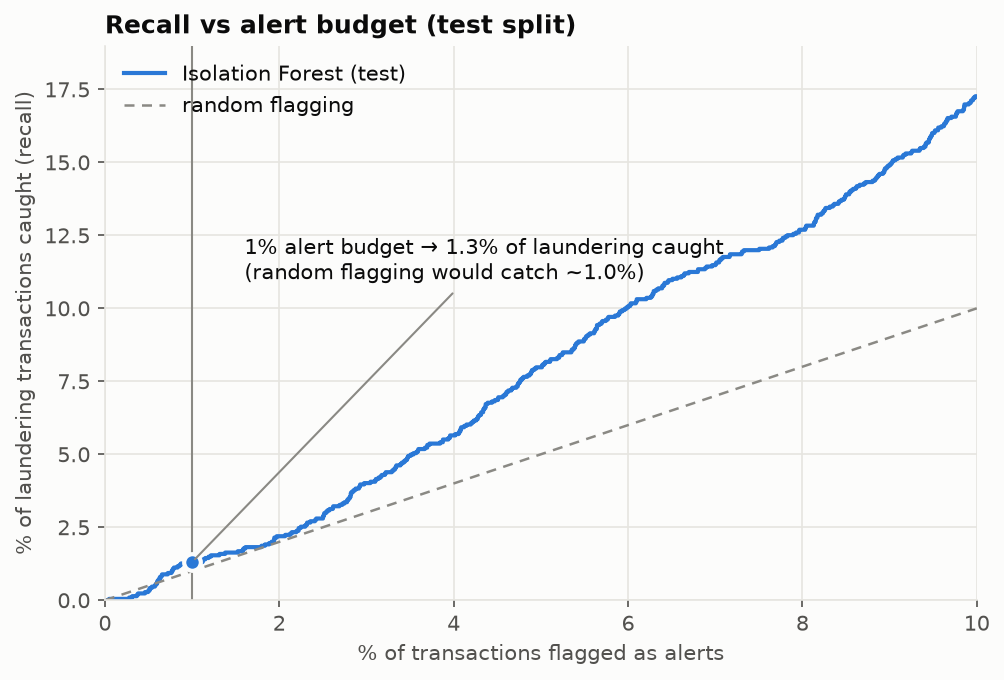 Recall vs alert budget (test split)
Isolation Forest (test)
random flagging
% of laundering transactions caught (recall)
17.5
15.0
12.5
10.0
7.5
5.0
2.5
0.0
1% alert budget → 1.3% of laundering caught
(random flagging would catch ~1.0%)
0 2 4 6 8 10
% of transactions flagged as alerts